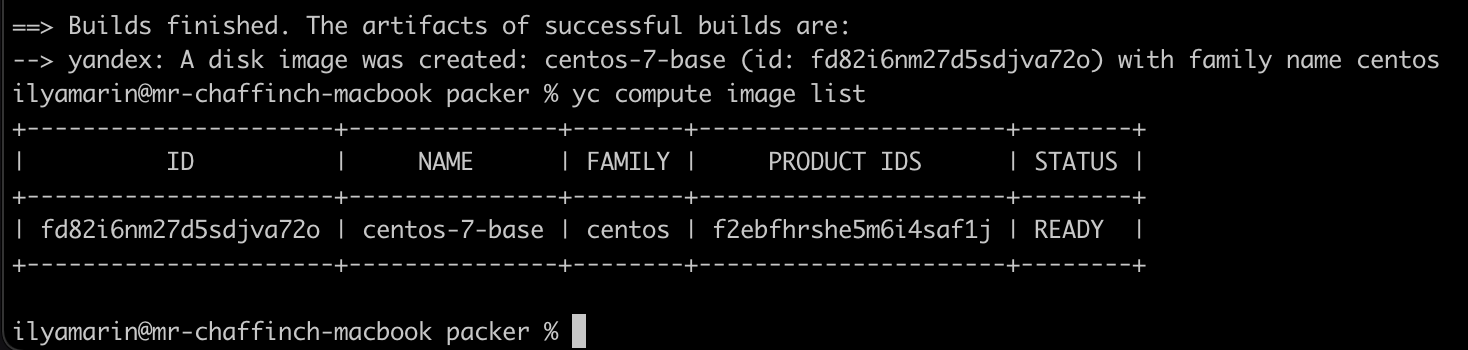 ==> Builds finished. The artifacts of successful builds are:
--> yandex: A disk image was created: centos-7-base (id: fd82i6nm27d5sdjva72o) with family name centos
ilyamarin@mr-chaffinch-macbook packer % yc compute image list
+----------------------+---------------+--------+----------------------+--------+
|          ID          |     NAME      | FAMILY |     PRODUCT IDS      | STATUS |
+----------------------+---------------+--------+----------------------+--------+
| fd82i6nm27d5sdjva72o | centos-7-base | centos | f2ebfhrshe5m6i4saf1j | READY  |
+----------------------+---------------+--------+----------------------+--------+
ilyamarin@mr-chaffinch-macbook packer %